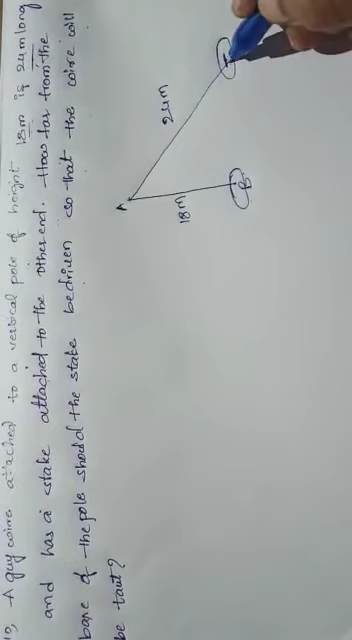 1, A guy wire attached to a vertical pole of height 18m is 24m long
and has a stake attached to the other end. How far from the
base of the pole should the stake be driven so that the wire will
be taut?
24m
A
18m
B